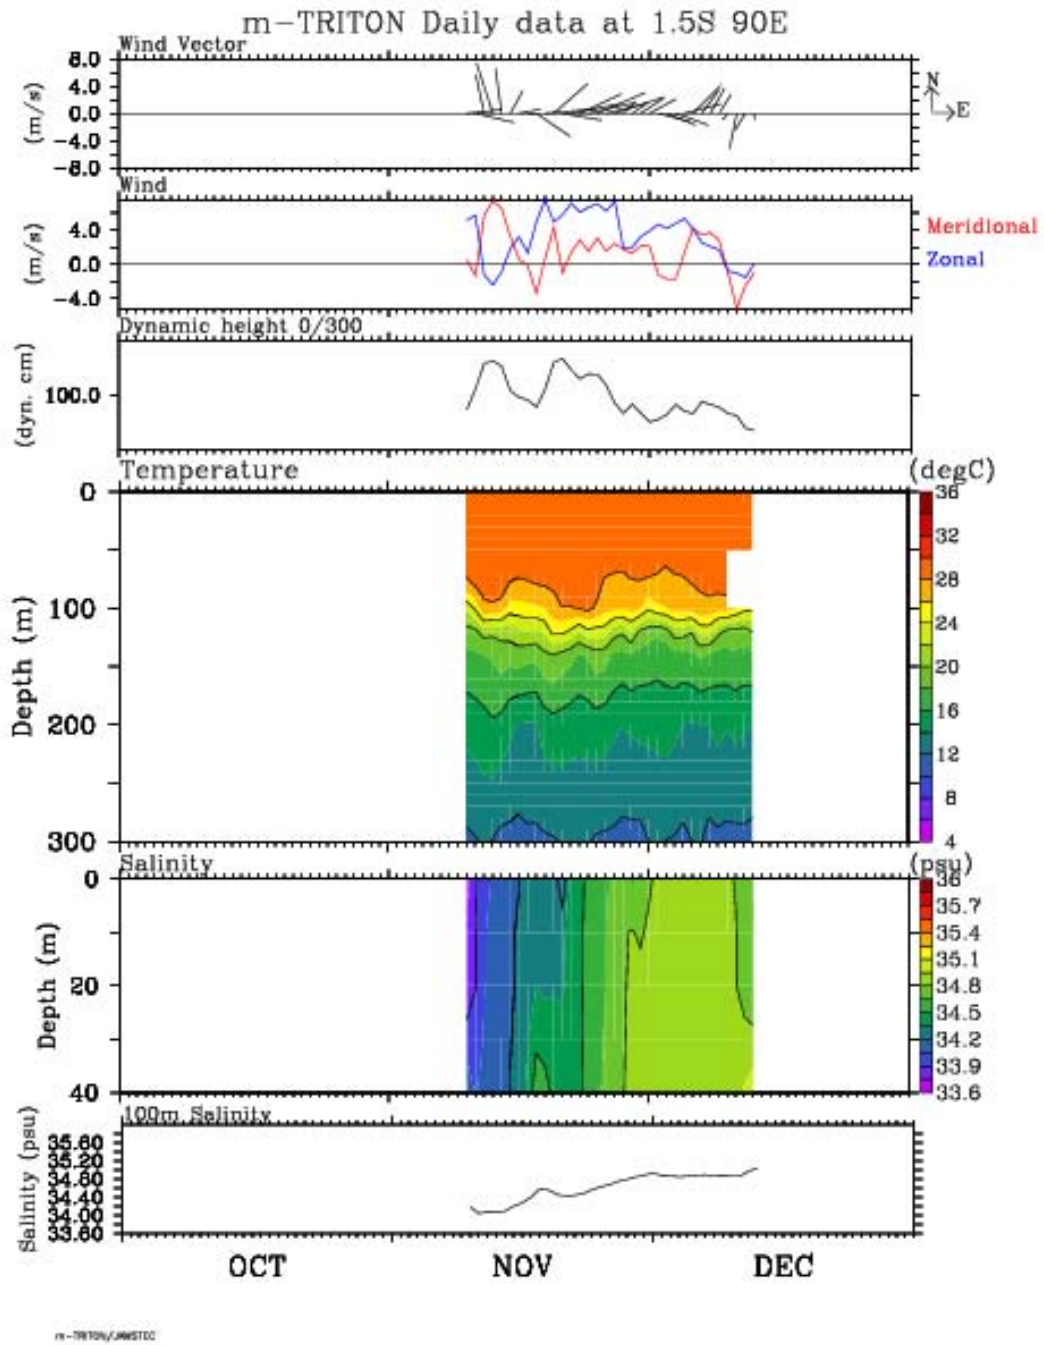 m-TRITON Daily data at 1.5S 90E
Wind Vector
8.0
4.0
0.0
-4.0
-8.0
(m/s)
N
E
Wind
4.0
0.0
-4.0
(m/s)
Meridional
Zonal
Dynamic height 0/300
100.0
(dyn. cm)
Temperature
(degC)
0
100
200
300
Depth (m)
36
32
28
24
20
16
12
8
4
Salinity
(psu)
0
20
40
Depth (m)
36
35.7
35.4
35.1
34.8
34.5
34.2
33.9
33.6
100m Salinity
35.60
35.20
34.80
34.40
34.00
33.60
Salinity (psu)
OCT NOV DEC
m-TRITON/JAMSTEC